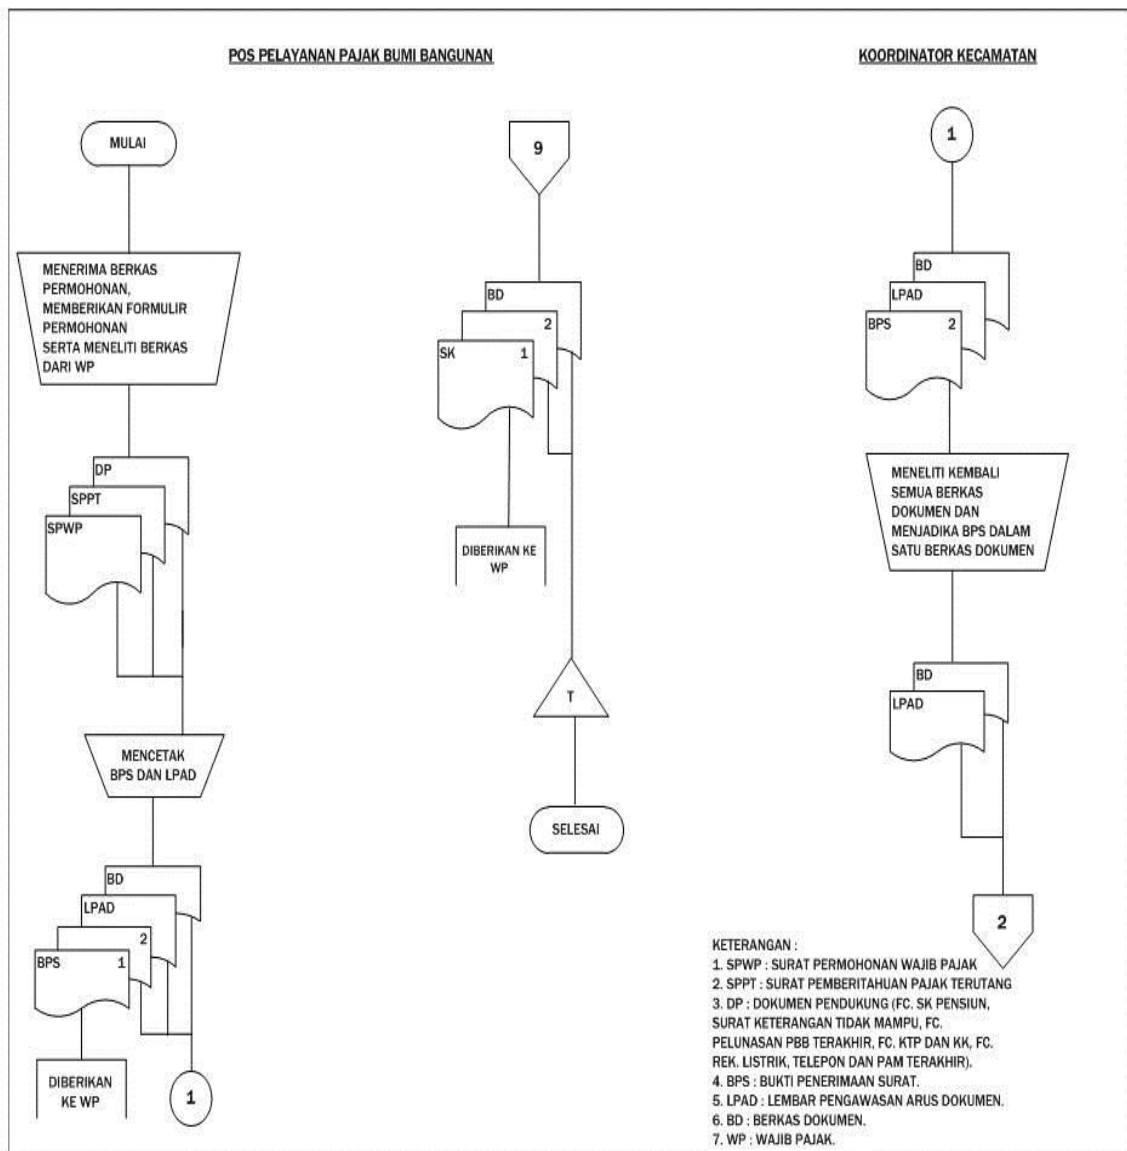 POS PELAYANAN PAJAK BUMI BANGUNAN
MULAI
MENERIMA BERKAS
PERMOHONAN,
MEMBERIKAN FORMULIR
PERMOHONAN
SERTA MENELITI BERKAS
DARI WP
DP
SPPT
SPWP
MENCETAK
BPS DAN LPAD
BD
LPAD
2
BPS 1
DIBERIKAN
KE WP
1
9
BD
2
SK 1
DIBERIKAN KE
WP
T
SELESAI
KOORDINATOR KECAMATAN
1
BD
LPAD
BPS 2
MENELITI KEMBALI
SEMUA BERKAS
DOKUMEN DAN
MENJADIKA BPS DALAM
SATU BERKAS DOKUMEN
BD
LPAD
2
KETERANGAN :
1. SPWP : SURAT PERMOHONAN WAJIB PAJAK
2. SPPT : SURAT PEMBERITAHUAN PAJAK TERUTANG
3. DP : DOKUMEN PENDUKUNG (FC. SK PENSIUN,
SURAT KETERANGAN TIDAK MAMPU, FC.
PELUNASAN PBB TERAKHIR, FC. KTP DAN KK, FC.
REK. LISTRIK, TELEPON DAN PAM TERAKHIR).
4. BPS : BUKTI PENERIMAAN SURAT.
5. LPAD : LEMBAR PENGAWASAN ARUS DOKUMEN.
6. BD : BERKAS DOKUMEN.
7. WP : WAJIB PAJAK.